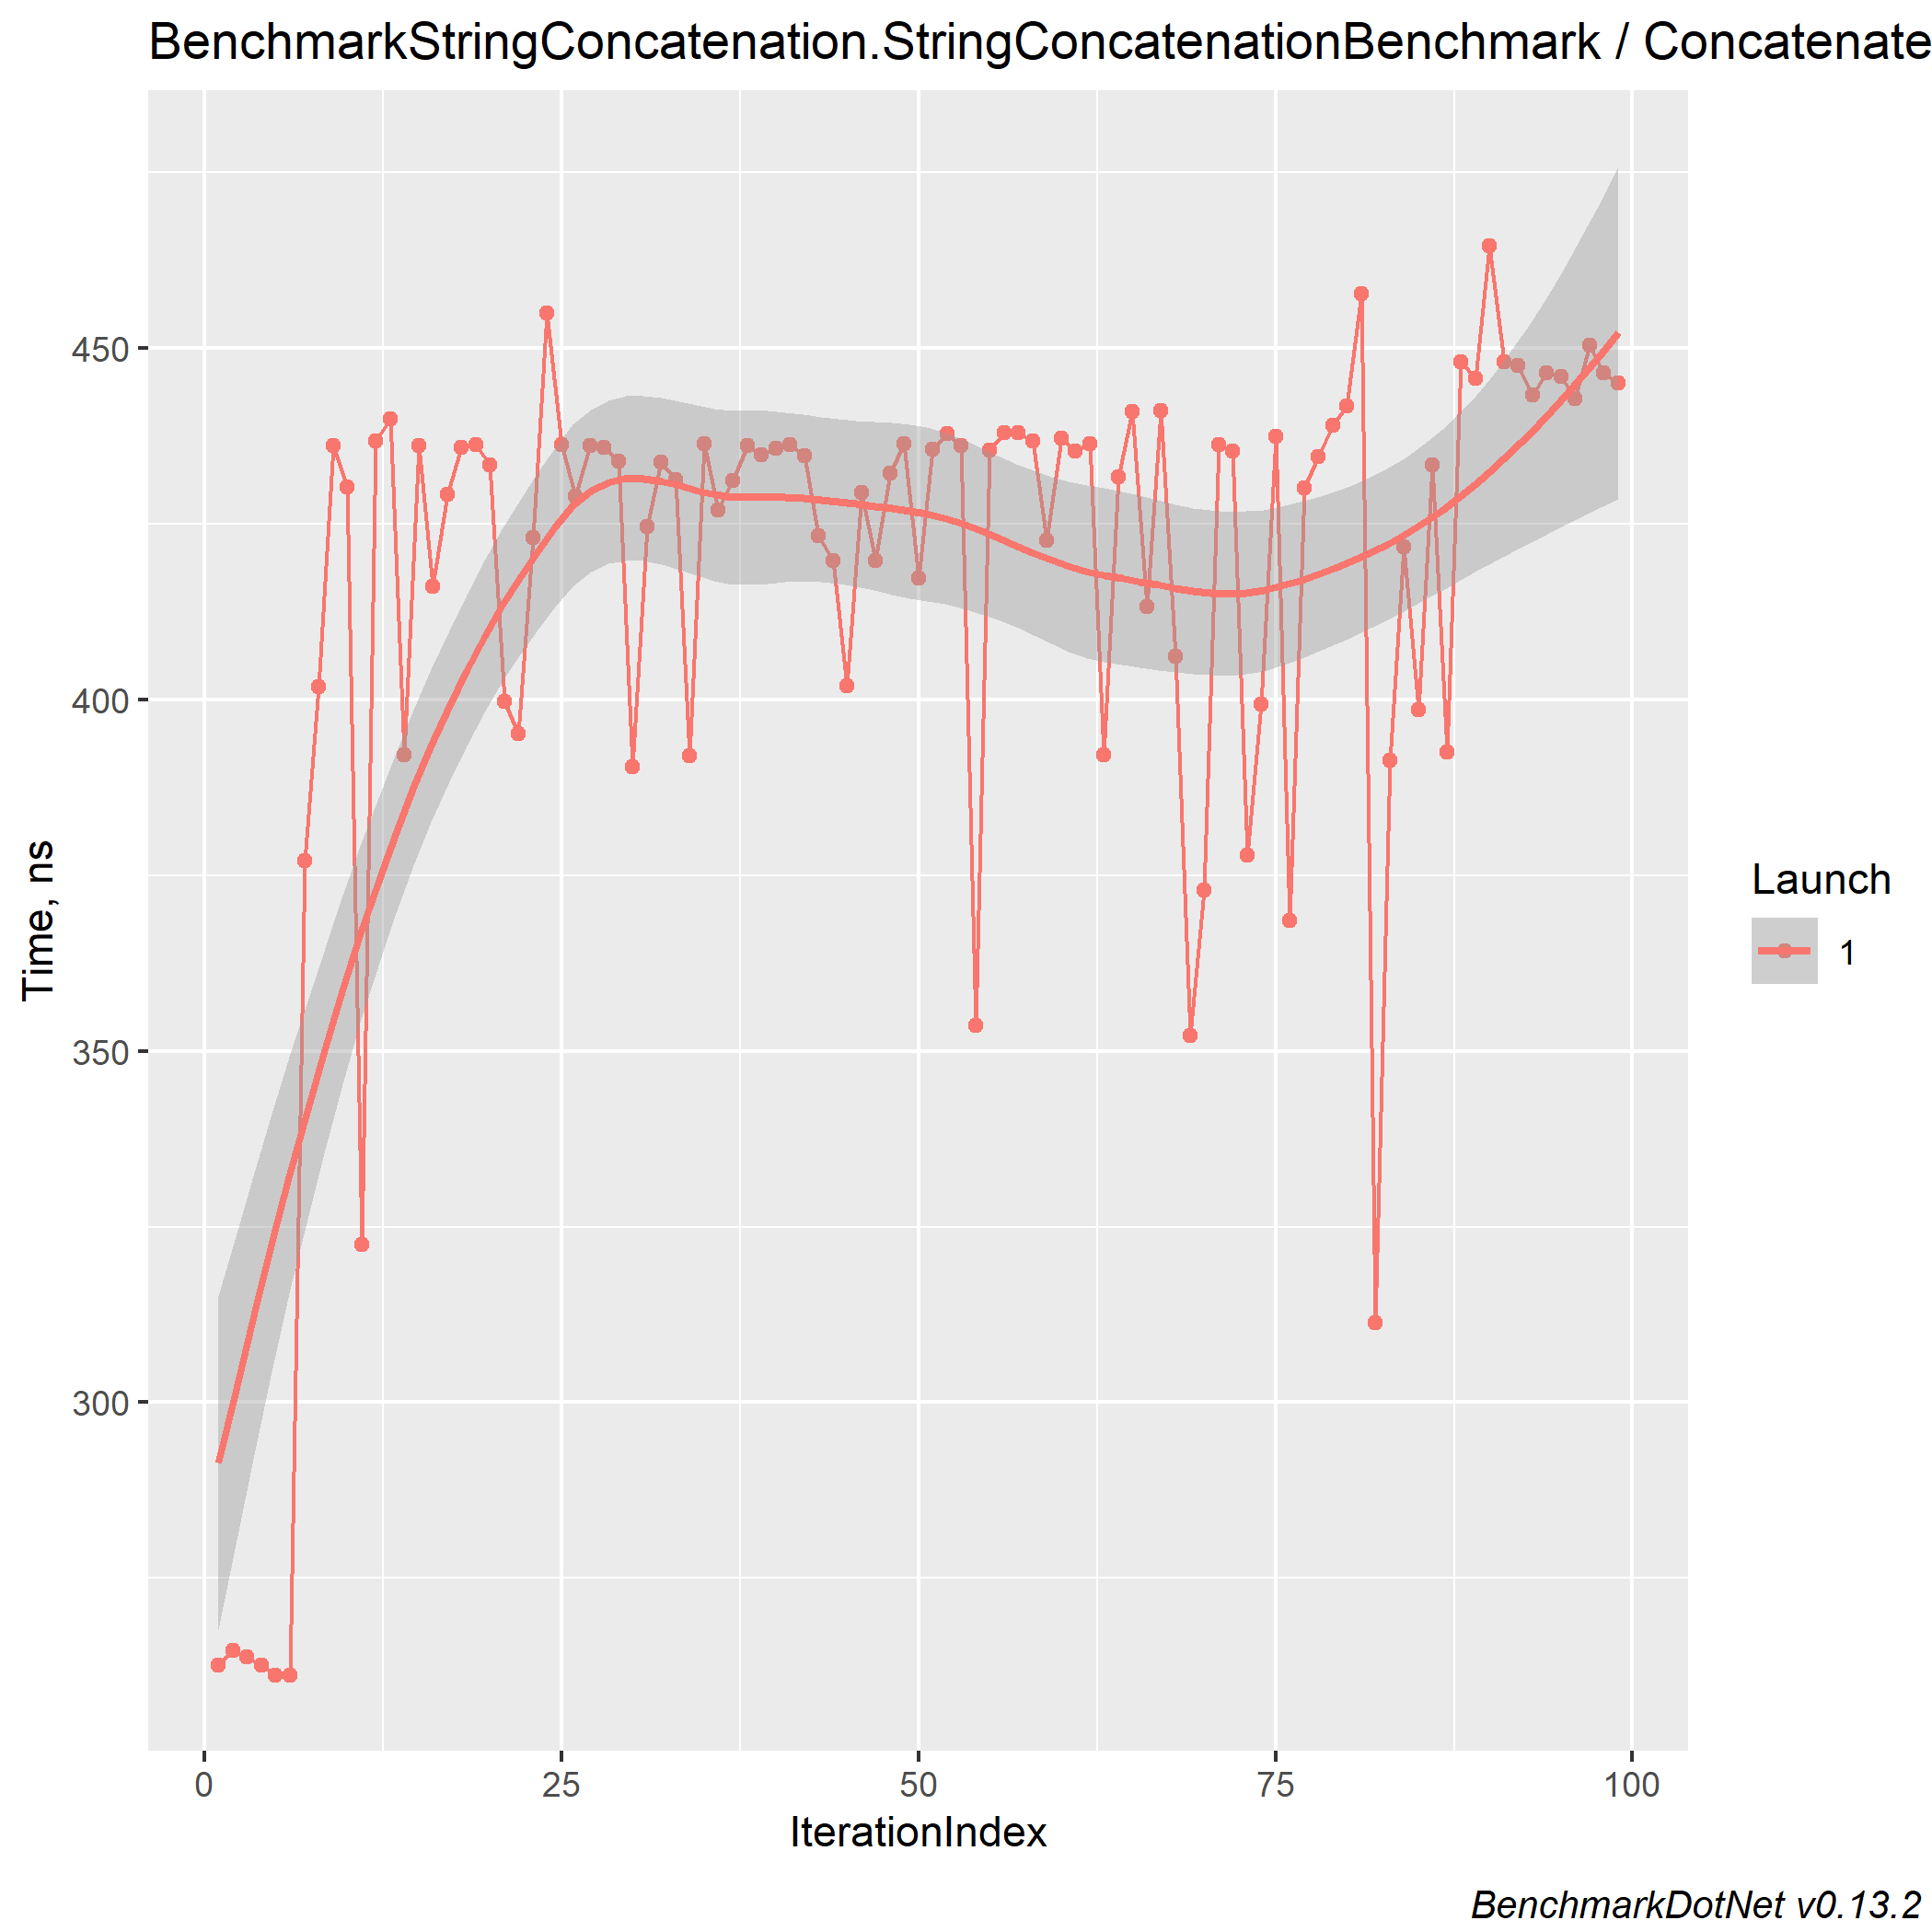 BenchmarkStringConcatenation.StringConcatenationBenchmark / Concatenate
450
400
350
300
Time, ns
0 25 50 75 100
IterationIndex
Launch
1
BenchmarkDotNet v0.13.2